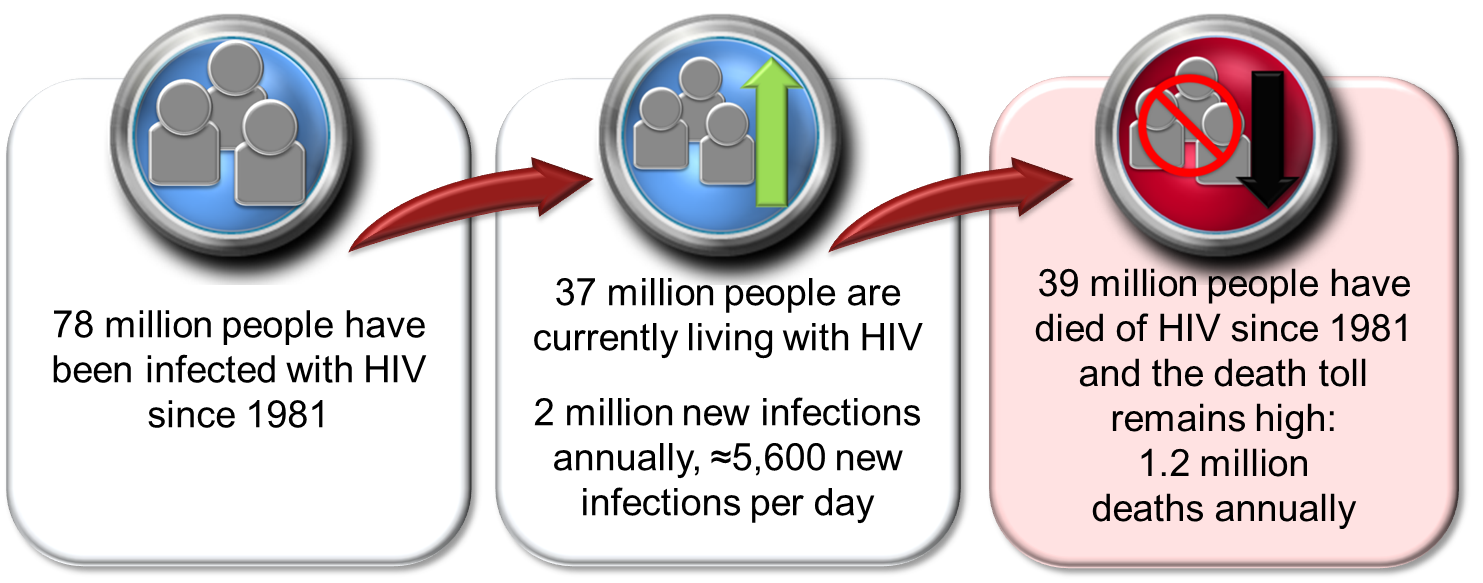 78 million people have
been infected with HIV
since 1981
37 million people are
currently living with HIV
2 million new infections
annually, ≈5,600 new
infections per day
39 million people have
died of HIV since 1981
and the death toll
remains high:
1.2 million
deaths annually